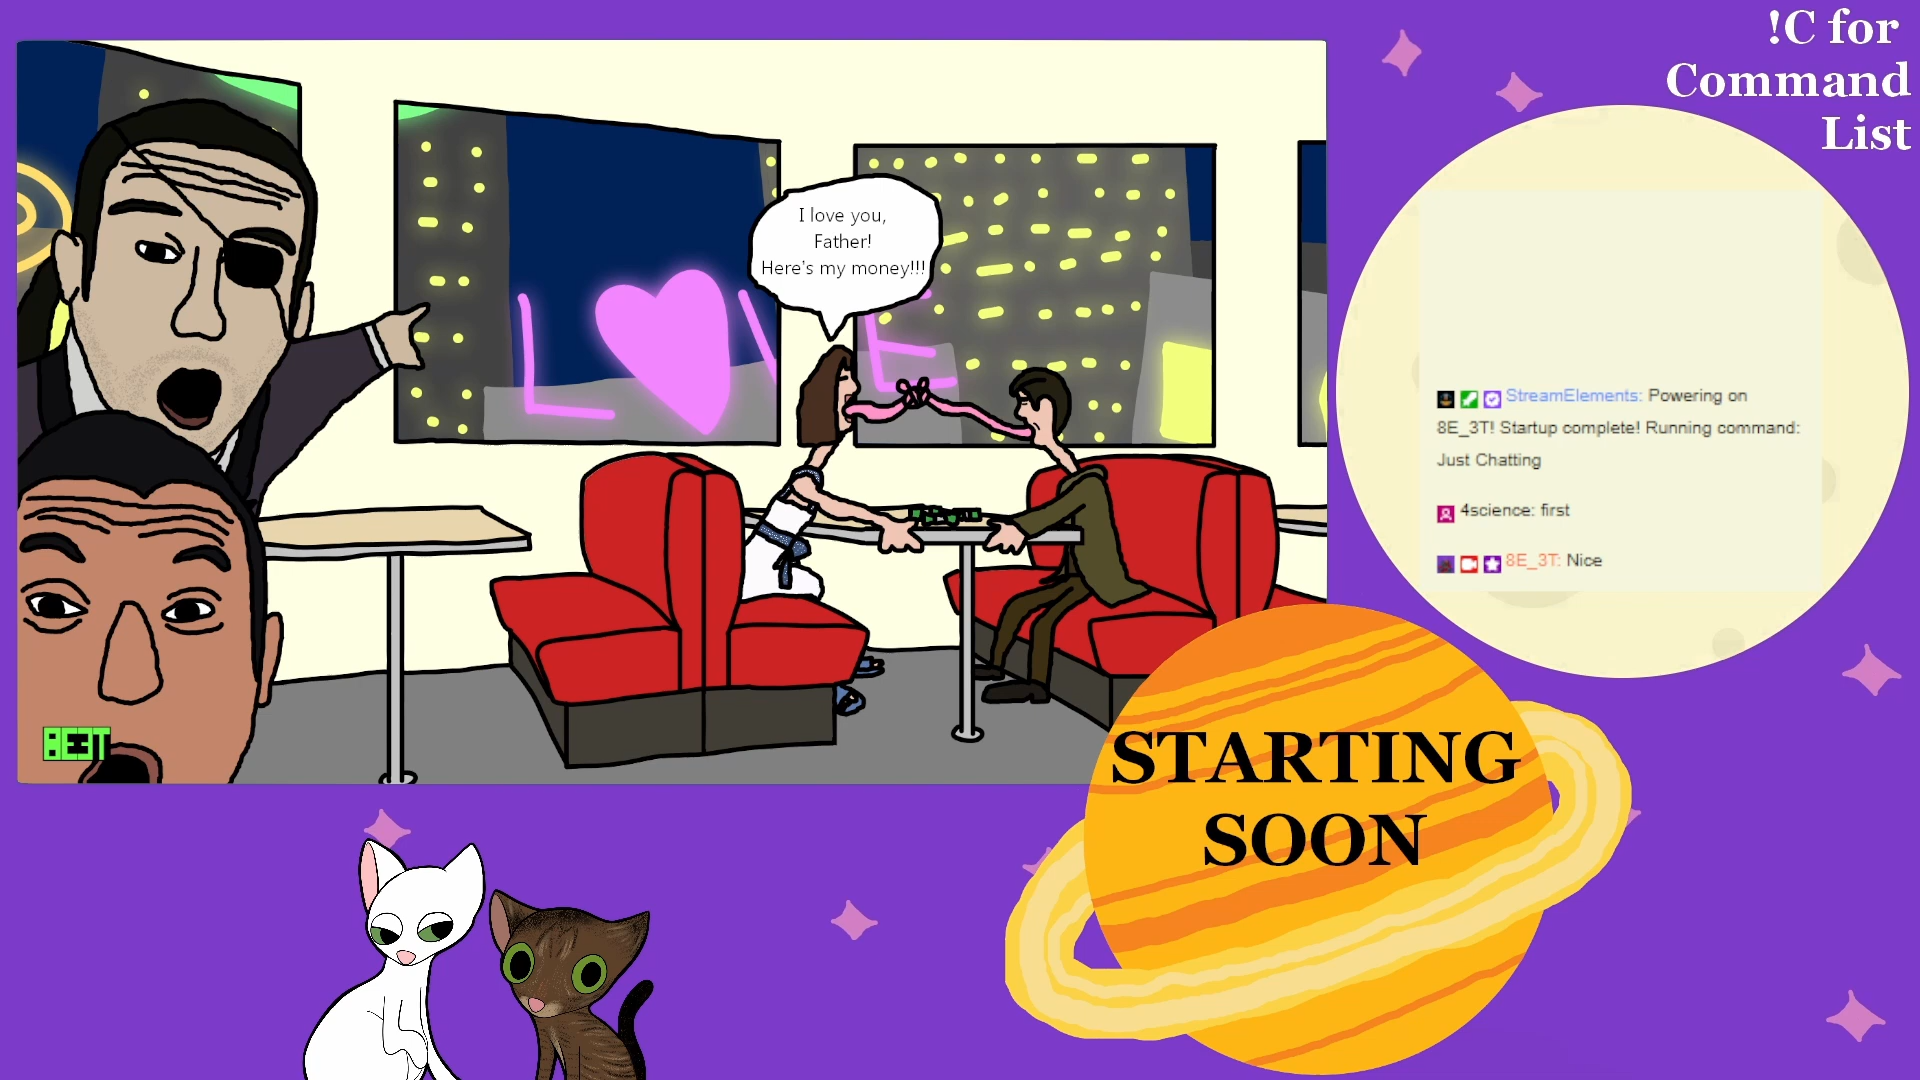 !C for
Command
List
I love you,
Father!
Here's my money!!!
L VE
8E3T
StreamElements: Powering on
8E_3T! Startup complete! Running command:
Just Chatting
4science: first
8E_3T: Nice
STARTING
SOON